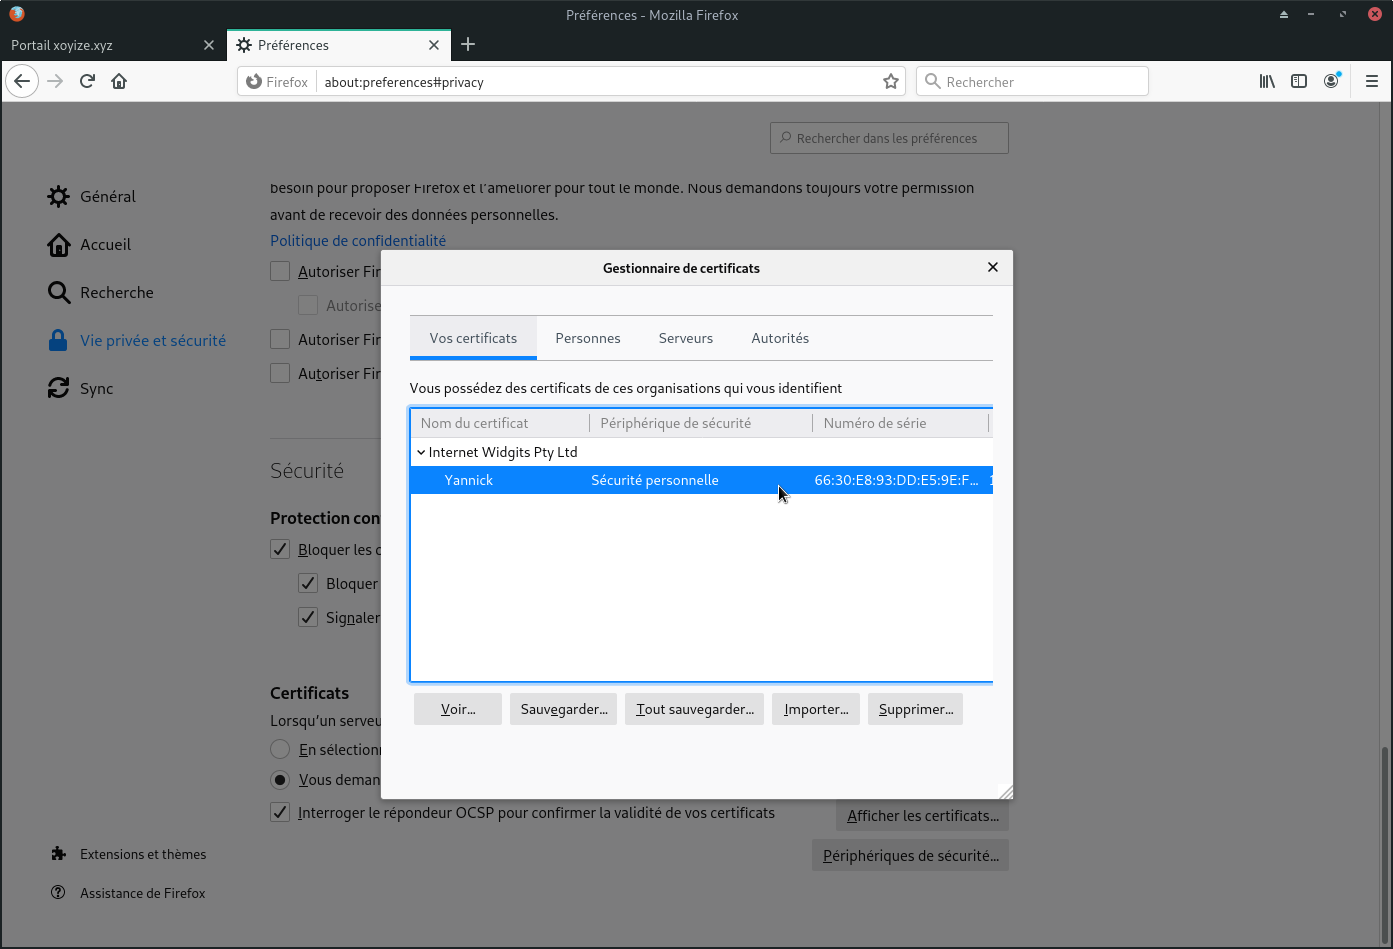 Préférences - Mozilla Firefox
Portail xoyize.xyz
Préférences
Firefox
about:preferences#privacy
Rechercher
Rechercher dans les préférences
Général
Accueil
Recherche
Vie privée et sécurité
Sync
Extensions et thèmes
Assistance de Firefox
besoin pour proposer Firefox et l'améliorer pour tout le monde. Nous demandons toujours votre permission
avant de recevoir des données personnelles.
Politique de confidentialité
Autoriser Fir
Autorise
Autoriser Fir
Autoriser Fir
Sécurité
Protection con
Bloquer les c
Bloquer
Signaler
Certificats
Lorsqu'un serveu
En sélectionn
Vous deman
Interroger le répondeur OCSP pour confirmer la validité de vos certificats
Afficher les certificats...
Périphériques de sécurité...
Gestionnaire de certificats
Vos certificats
Personnes
Serveurs
Autorités
Vous possédez des certificats de ces organisations qui vous identifient
Nom du certificat
Périphérique de sécurité
Numéro de série
Internet Widgits Pty Ltd
Yannick
Sécurité personnelle
66:30:E8:93:DD:E5:9E:F...
Voir...
Sauvegarder...
Tout sauvegarder...
Importer...
Supprimer...